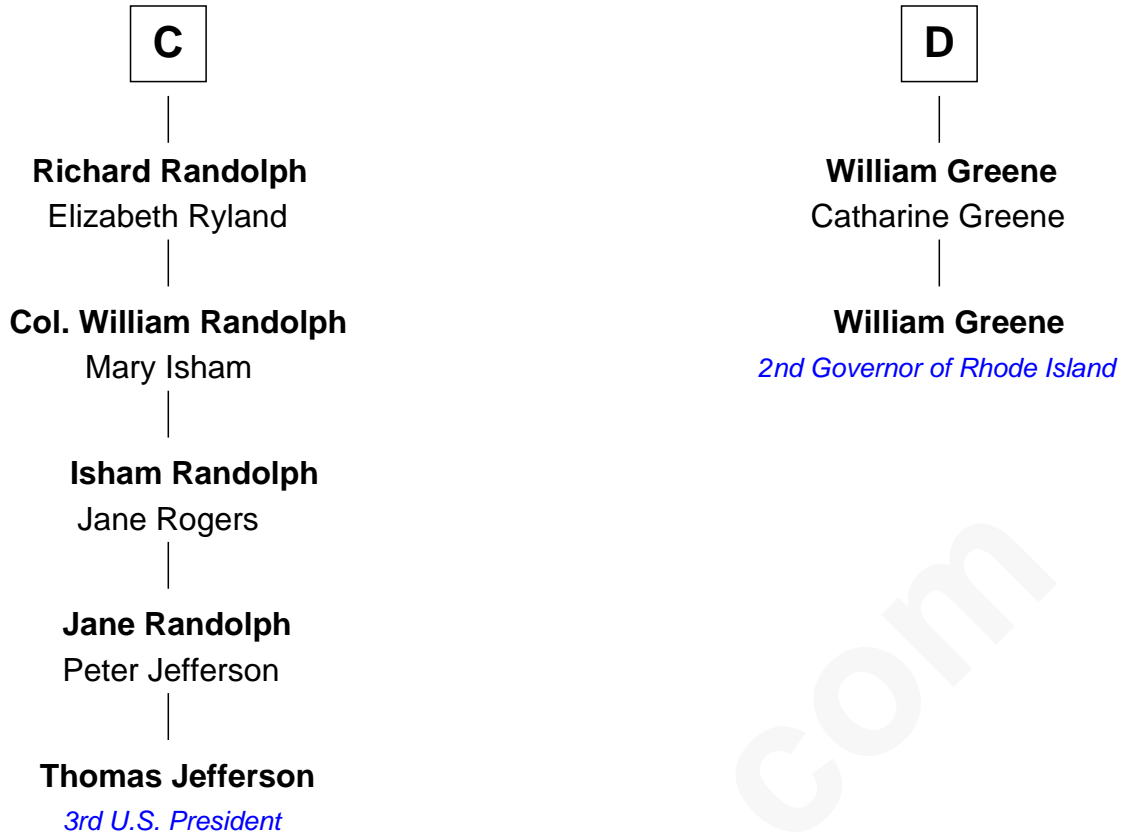 C
Richard Randolph
Elizabeth Ryland
Col. William Randolph
Mary Isham
Isham Randolph
Jane Rogers
Jane Randolph
Peter Jefferson
Thomas Jefferson
3rd U.S. President
D
William Greene
Catharine Greene
William Greene
2nd Governor of Rhode Island
com